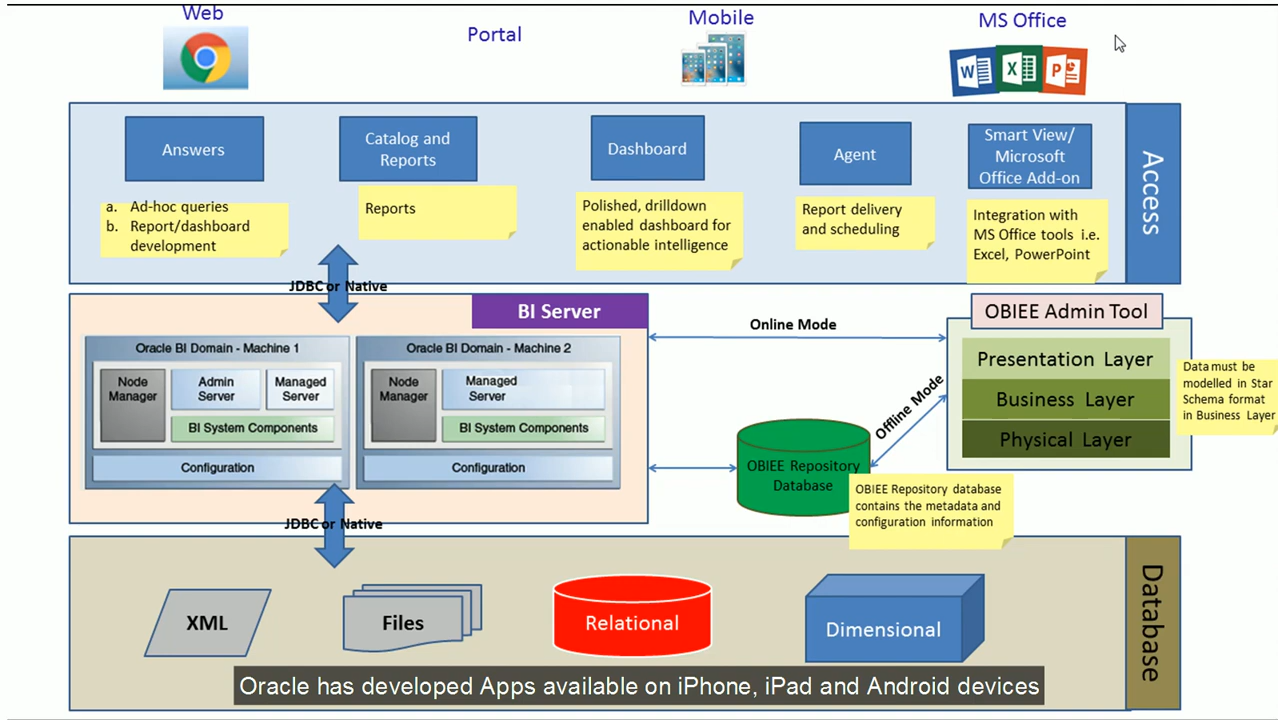 Web
Portal
Mobile
MS Office
W
X
P
Answers
Catalog and
Reports
Dashboard
Agent
Smart View/
Microsoft
Office Add-on
Access
a. Ad-hoc queries
b. Report/dashboard
development
Reports
Polished, drilldown
enabled dashboard for
actionable intelligence
Report delivery
and scheduling
Integration with
MS Office tools i.e.
Excel, PowerPoint
JDBC or Native
BI Server
Oracle BI Domain - Machine 1
Node
Manager
Admin
Server
Managed
Server
BI System Components
Configuration
Oracle BI Domain - Machine 2
Node
Manager
Managed
Server
BI System Components
Configuration
Online Mode
Offline Mode
OBIEE Admin Tool
Presentation Layer
Business Layer
Physical Layer
Data must be
modelled in Star
Schema format
in Business Layer
OBIEE Repository
Database
OBIEE Repository database
contains the metadata and
configuration information
JDBC or Native
XML
Files
Relational
Dimensional
Database
Oracle has developed Apps available on iPhone, iPad and Android devices